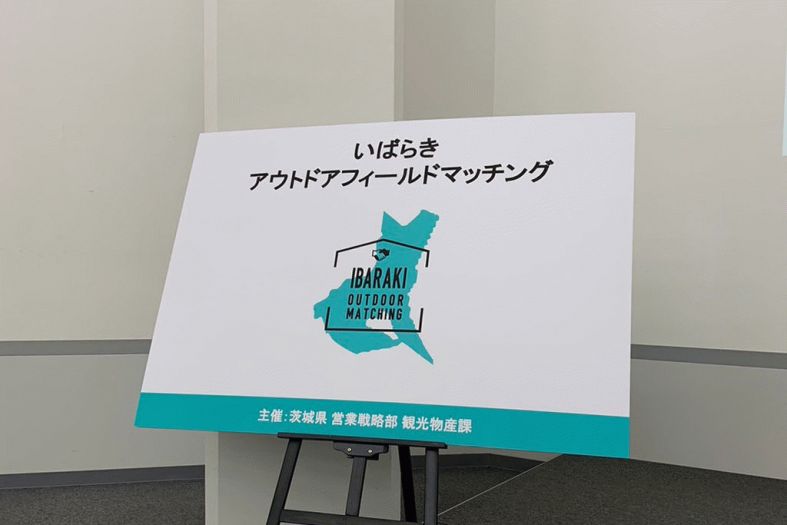 いばらき
アウトドアフィールドマッチング
IBARAKI
OUTDOOR
MATCHING
主催:茨城県 営業戦略部 観光物産課